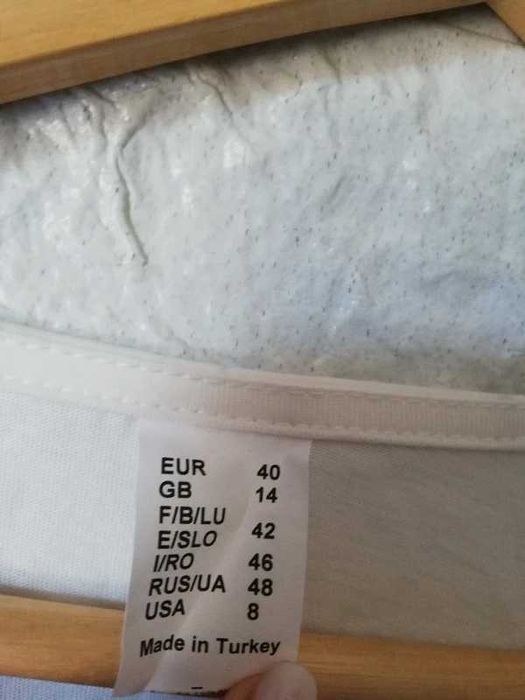 EUR 40
GB 14
F/B/LU
E/SLO 42
I/RO 46
RUS/UA 48
USA 8
Made in Turkey